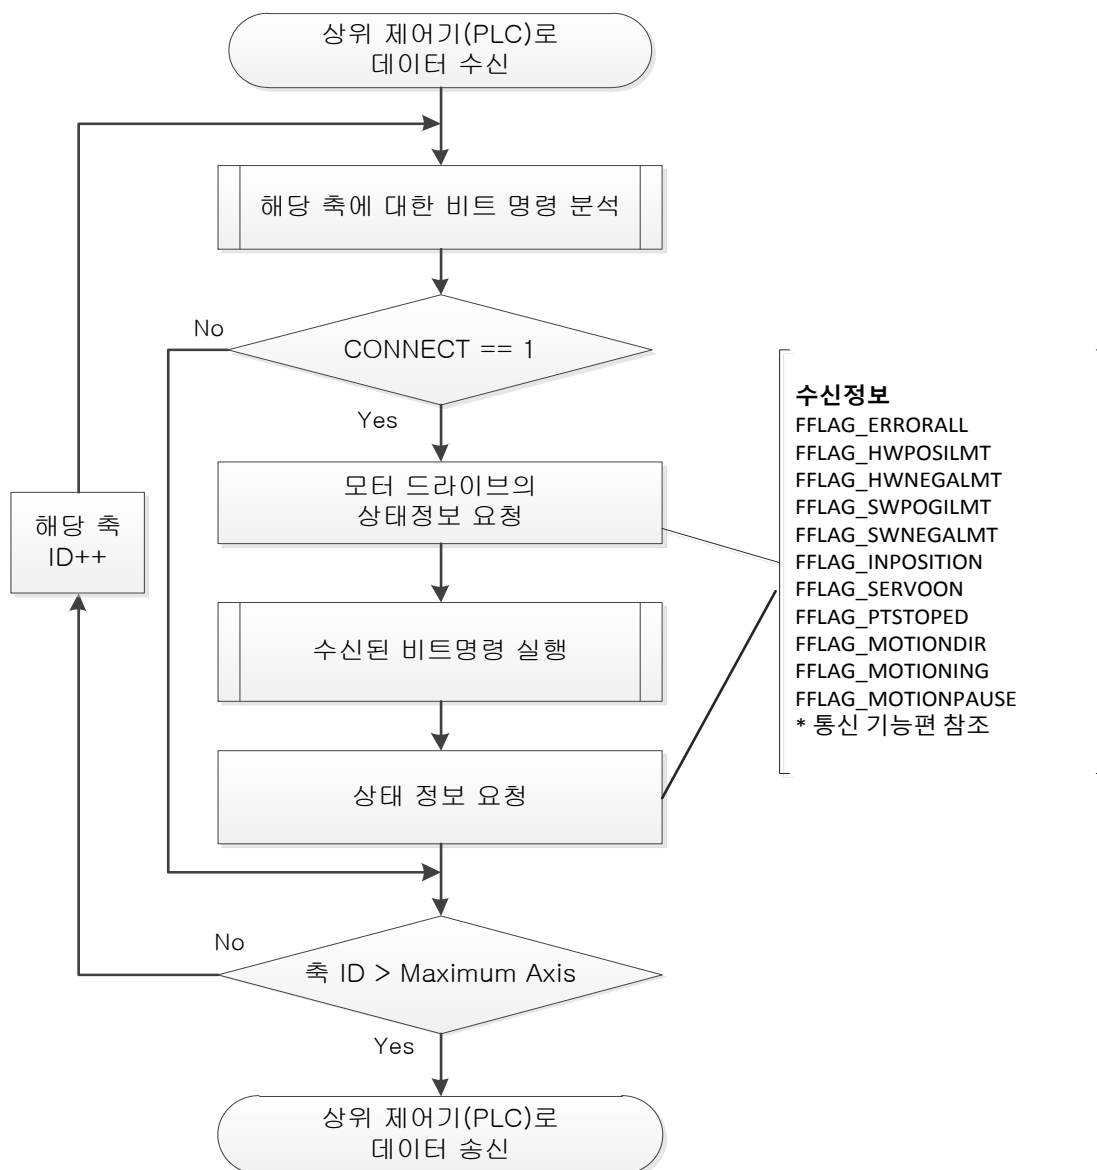 상위 제어기(PLC)로
데이터 수신
해당 축에 대한 비트 명령 분석
No
CONNECT == 1
Yes
모터 드라이브의
상태정보 요청
해당 축
ID++
수신된 비트명령 실행
상태 정보 요청
수신정보
FFLAG_ERRORALL
FFLAG_HWPOSILMT
FFLAG_HWNEGALMT
FFLAG_SWPOGILMT
FFLAG_SWNEGALMT
FFLAG_INPOSITION
FFLAG_SERVOON
FFLAG_PTSTOPED
FFLAG_MOTIONDIR
FFLAG_MOTIONING
FFLAG_MOTIONPAUSE
* 통신 기능편 참조
No
축 ID > Maximum Axis
Yes
상위 제어기(PLC)로
데이터 송신